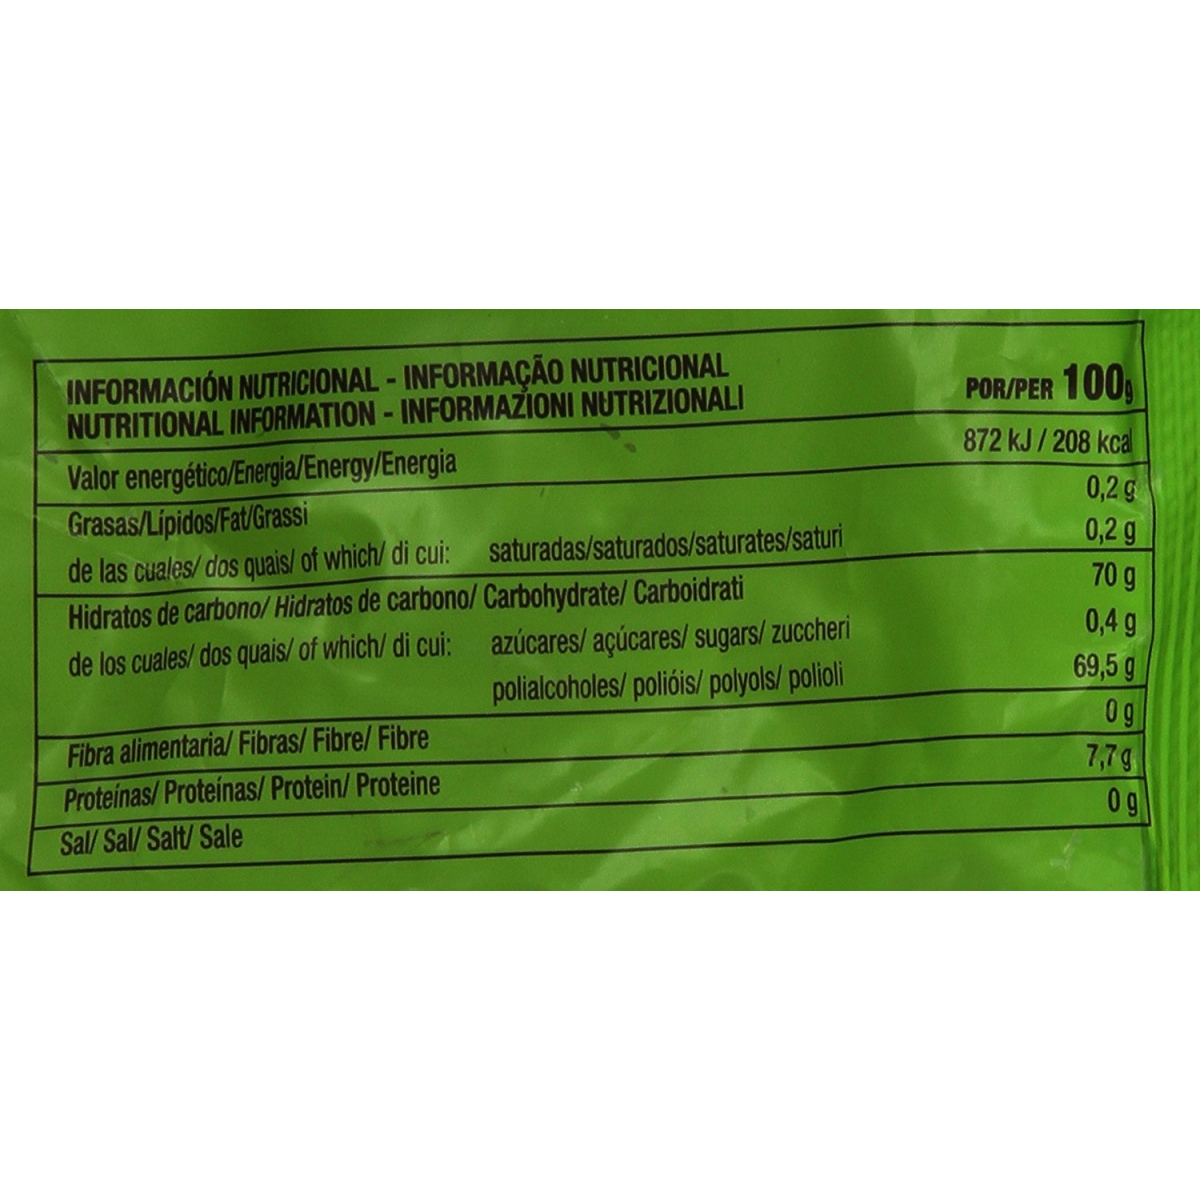 INFORMACIÓN NUTRICIONAL - INFORMAÇÃO NUTRICIONAL
NUTRITIONAL INFORMATION - INFORMAZIONI NUTRIZIONALI
POR/PER 100g
Valor energético/Energia/Energy/Energia 872 kJ / 208 kcal
Grasas/Lípidos/Fat/Grassi 0,2 g
de las cuales/ dos quais/ of which/ di cui: saturadas/saturados/saturates/saturi 0,2 g
Hidratos de carbono/ Hidratos de carbono/ Carbohydrate/ Carboidrati 70 g
de los cuales/ dos quais/ of which/ di cui: azúcares/ açúcares/ sugars/ zuccheri 0,4 g
polialcoholes/ polióis/ polyols/ polioli 69,5 g
Fibra alimentaria/ Fibras/ Fibre/ Fibre 0 g
Proteínas/ Proteínas/ Protein/ Proteine 7,7 g
Sal/ Sal/ Salt/ Sale 0 g